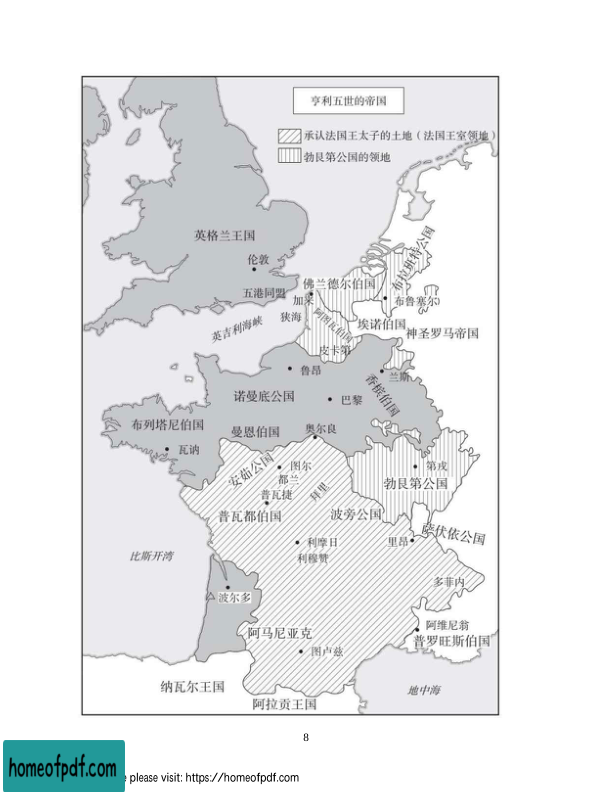 亨利五世的帝国
承认法国王太子的土地（法国王室领地）
勃艮第公国的领地
英格兰王国
伦敦
五港同盟
英吉利海峡
狭海
加来
佛兰德尔伯国
布拉班特公国
布鲁塞尔
阿图瓦伯国
埃诺伯国
神圣罗马帝国
皮卡第
鲁昂
兰斯
诺曼底公国
巴黎
香槟伯国
布列塔尼伯国
瓦讷
曼恩伯国
奥尔良
安茹公国
图尔
都兰
普瓦捷
拜里
第戎
勃艮第公国
普瓦都伯国
波旁公国
萨伏依公国
比斯开湾
利摩日
利穆赞
里昂
多菲内
波尔多
阿马尼亚克
阿维尼翁
普罗旺斯伯国
图卢兹
纳瓦尔王国
阿拉贡王国
地中海
8
homeofpdf.com
please visit: https://homeofpdf.com